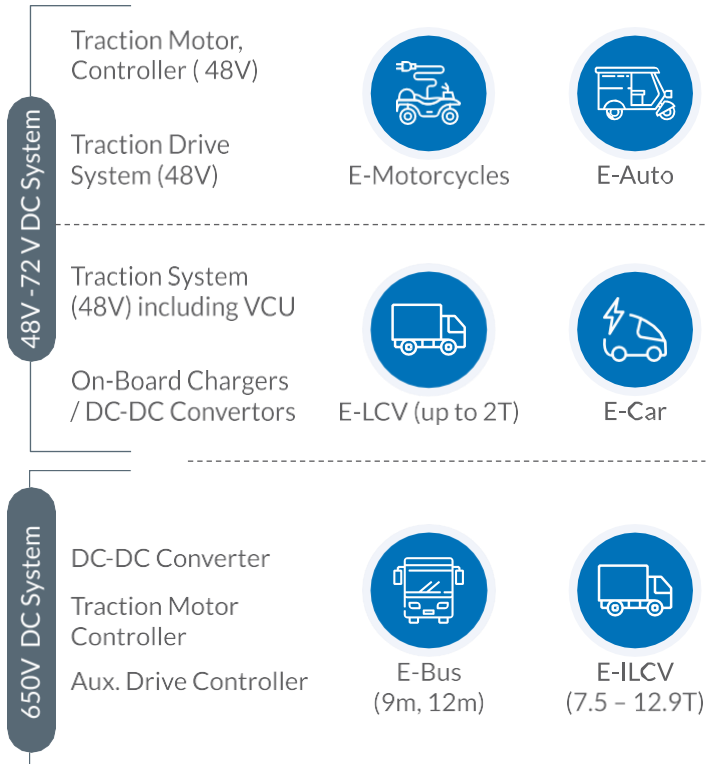 48V -72 V DC System
Traction Motor,
Controller ( 48V)
Traction Drive
System (48V)
E-Motorcycles
E-Auto
Traction System
(48V) including VCU
On-Board Chargers
/ DC-DC Convertors
E-LCV (up to 2T)
E-Car
650V DC System
DC-DC Converter
Traction Motor
Controller
Aux. Drive Controller
E-Bus
(9m, 12m)
E-ILCV
(7.5 – 12.9T)